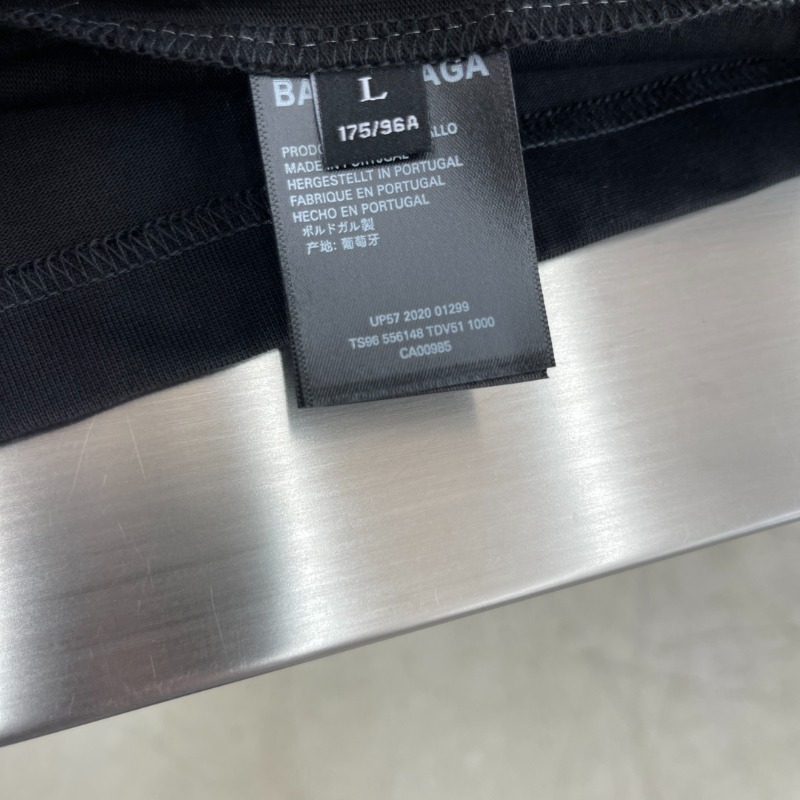 BA AGA
L
175/96A
PROD ALLO
MADE IN PORTUGAL
HERGESTELLT IN PORTUGAL
FABRIQUE EN PORTUGAL
HECHO EN PORTUGAL
ポルトガル製
产地: 葡萄牙
UP57 2020 01299
TS96 556148 TDV51 1000
CA00985